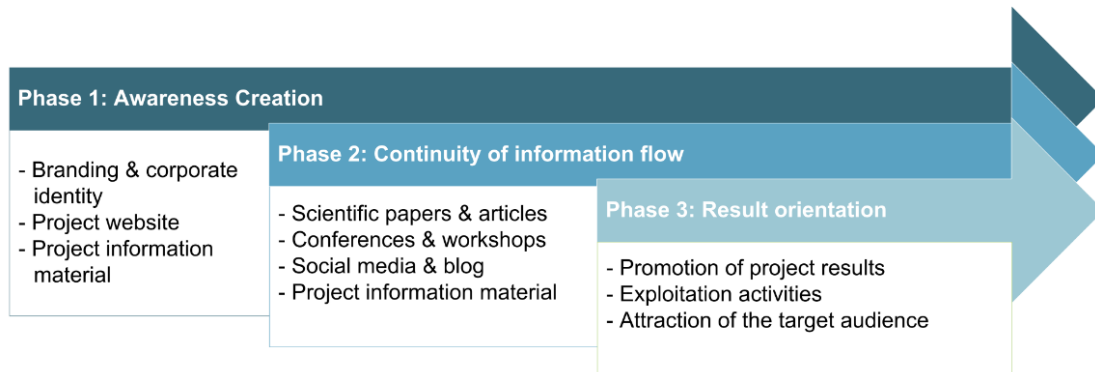 Phase 1: Awareness Creation
- Branding & corporate
identity
- Project website
- Project information
material
Phase 2: Continuity of information flow
- Scientific papers & articles
- Conferences & workshops
- Social media & blog
- Project information material
Phase 3: Result orientation
- Promotion of project results
- Exploitation activities
- Attraction of the target audience